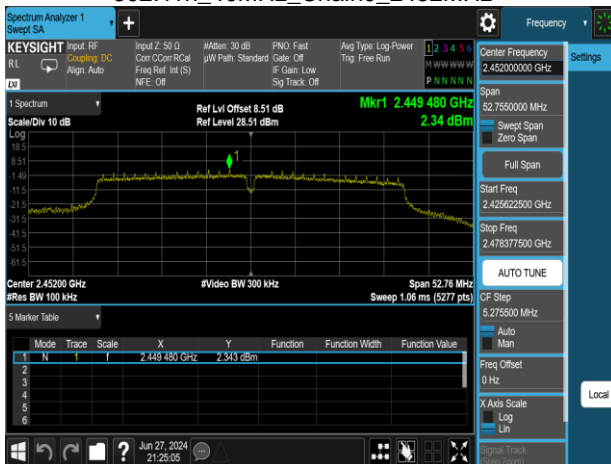 Spectrum Analyzer 1
Swept SA
+
Frequency
KEYSIGHT
RL
LXI
Input: RF
Coupling: DC
Align: Auto
Input Z: 50 Ω
Corr CCorr RCal
Freq Ref: Int (S)
NFE: Off
#Atten: 30 dB
µW Path: Standard
PNO: Fast
Gate: Off
IF Gain: Low
Sig Track: Off
Avg Type: Log-Power
Trig: Free Run
1 2 3 4 5 6
M W W W W W
P N N N N N
1 Spectrum
Scale/Div 10 dB
Ref Lvl Offset 8.51 dB
Ref Level 28.51 dBm
Mkr1 2.449 480 GHz
2.34 dBm
Log
18.5
8.51
-1.49
-11.5
-21.5
-31.5
-41.5
-51.5
-61.5
1
Center 2.45200 GHz
#Res BW 100 kHz
#Video BW 300 kHz
Span 52.76 MHz
Sweep 1.06 ms (5277 pts)
5 Marker Table
Mode Trace Scale X Y Function Function Width Function Value
1 N 1 f 2.449 480 GHz 2.343 dBm
2
3
4
5
6
Jun 27, 2024
21:25:05
Center Frequency
2.452000000 GHz
Settings
Span
52.7550000 MHz
Swept Span
Zero Span
Full Span
Start Freq
2.425622500 GHz
Stop Freq
2.478377500 GHz
AUTO TUNE
CF Step
5.275500 MHz
Auto
Man
Freq Offset
0 Hz
X Axis Scale
Log
Lin
Local
Signal Track
(Span Zoom)